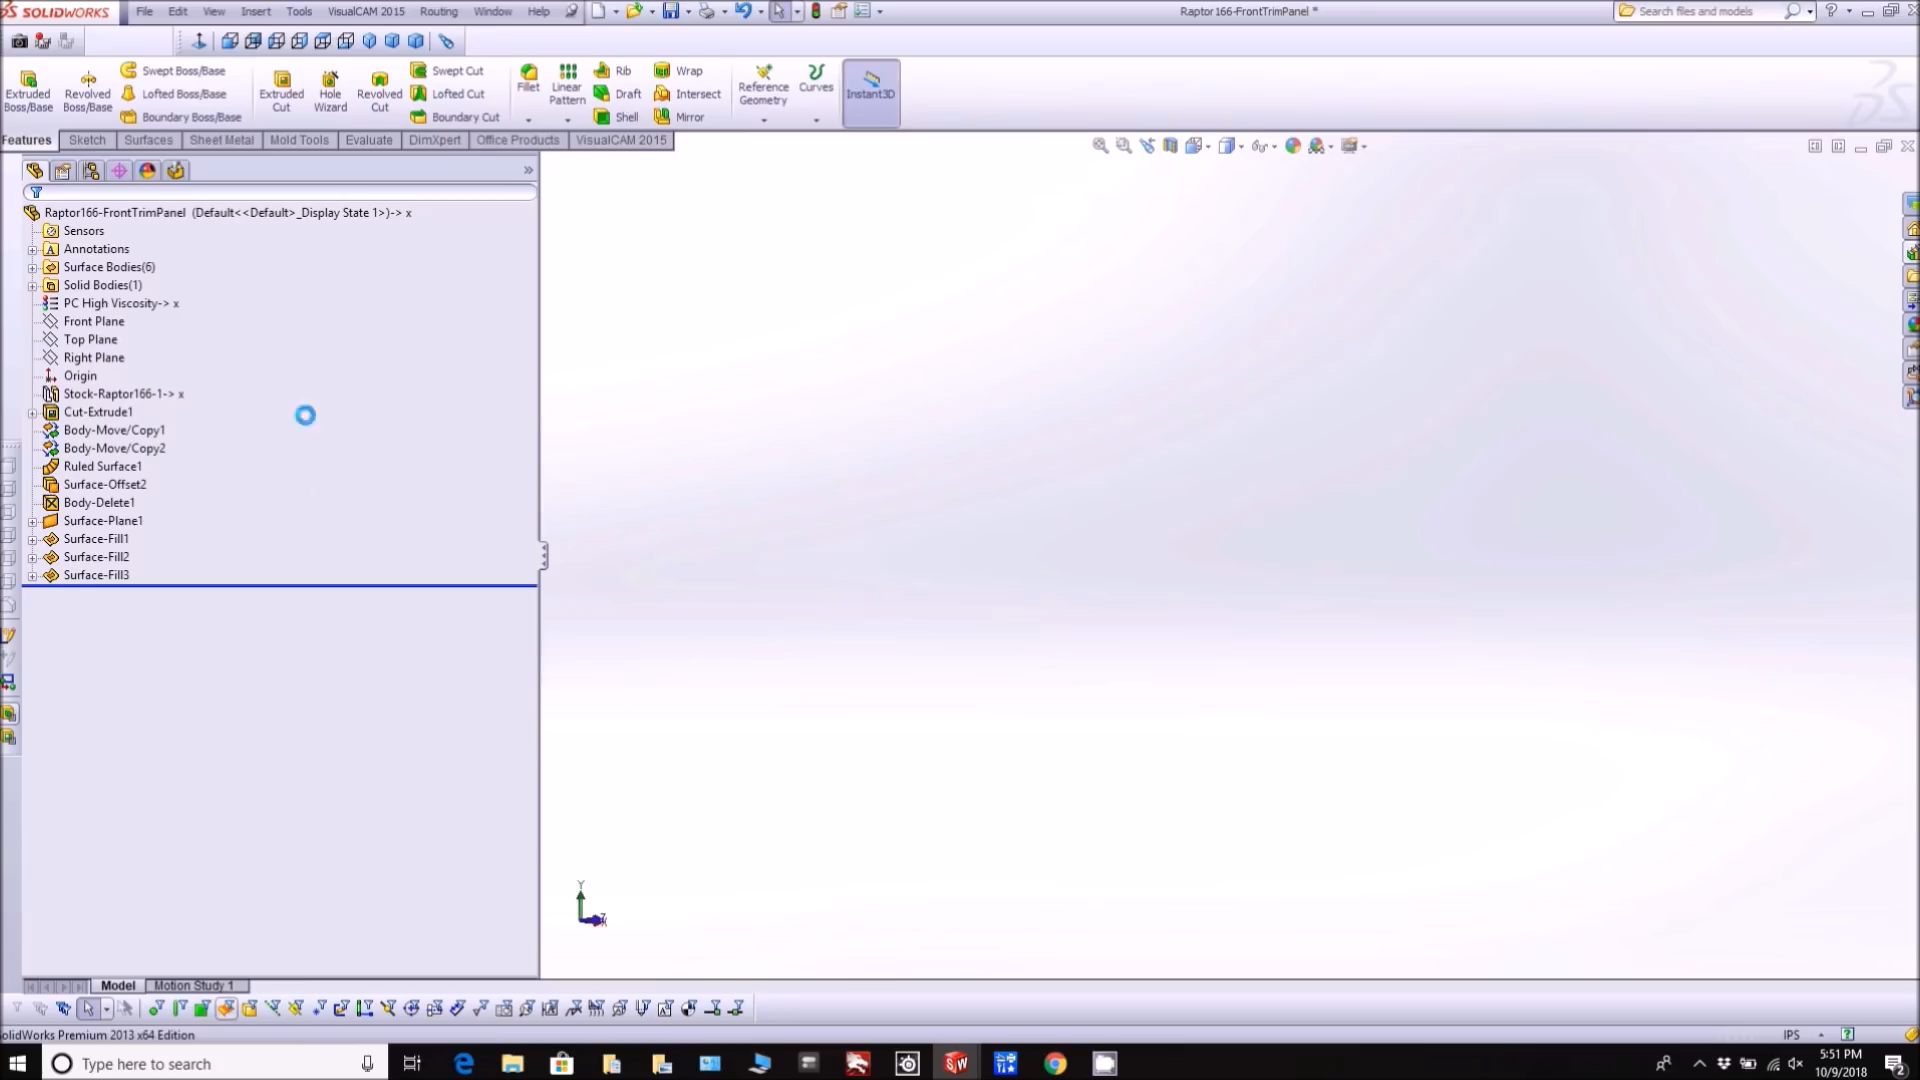 SOLIDWORKS File Edit View Insert Tools VisualCAM 2015 Routing Window Help Raptor166-FrontTrimPanel * Search files and models
Extruded Boss/Base
Revolved Boss/Base
Swept Boss/Base
Lofted Boss/Base
Boundary Boss/Base
Extruded Cut
Hole Wizard
Revolved Cut
Swept Cut
Lofted Cut
Boundary Cut
Fillet
Linear Pattern
Rib
Draft
Shell
Wrap
Intersect
Mirror
Reference Geometry
Curves
Instant3D
Features Sketch Surfaces Sheet Metal Mold Tools Evaluate DimXpert Office Products VisualCAM 2015
Raptor166-FrontTrimPanel (Default<<Default>_Display State 1>)-> x
Sensors
Annotations
Surface Bodies(6)
Solid Bodies(1)
PC High Viscosity-> x
Front Plane
Top Plane
Right Plane
Origin
Stock-Raptor166-1-> x
Cut-Extrude1
Body-Move/Copy1
Body-Move/Copy2
Ruled Surface1
Surface-Offset2
Body-Delete1
Surface-Plane1
Surface-Fill1
Surface-Fill2
Surface-Fill3
Y
Model Motion Study 1
olidWorks Premium 2013 x64 Edition IPS
Type here to search
5:51 PM
10/9/2018
2